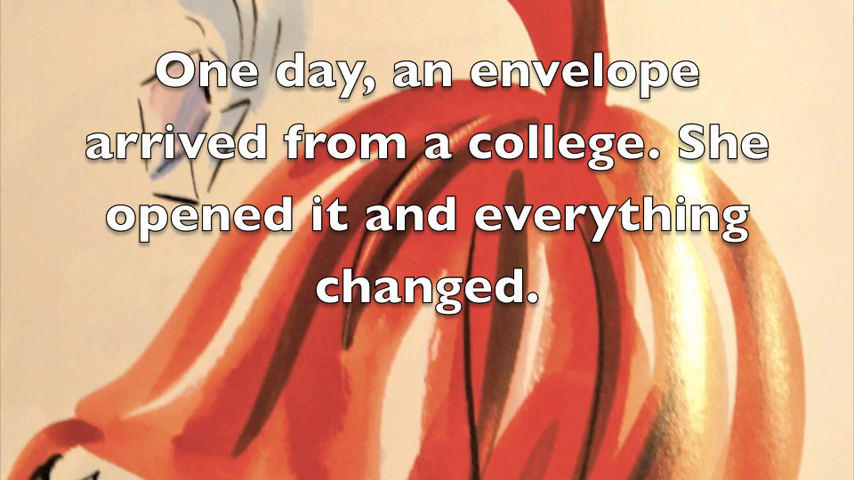 One day, an envelope
arrived from a college. She
opened it and everything
changed.